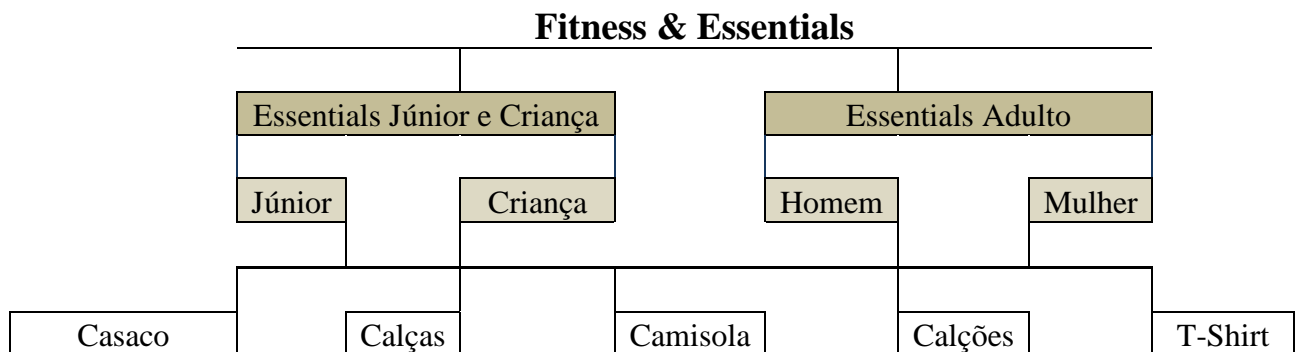 Fitness & Essentials
Essentials Júnior e Criança Essentials Adulto
Júnior Criança Homem Mulher
Casaco Calças Camisola Calções T-Shirt